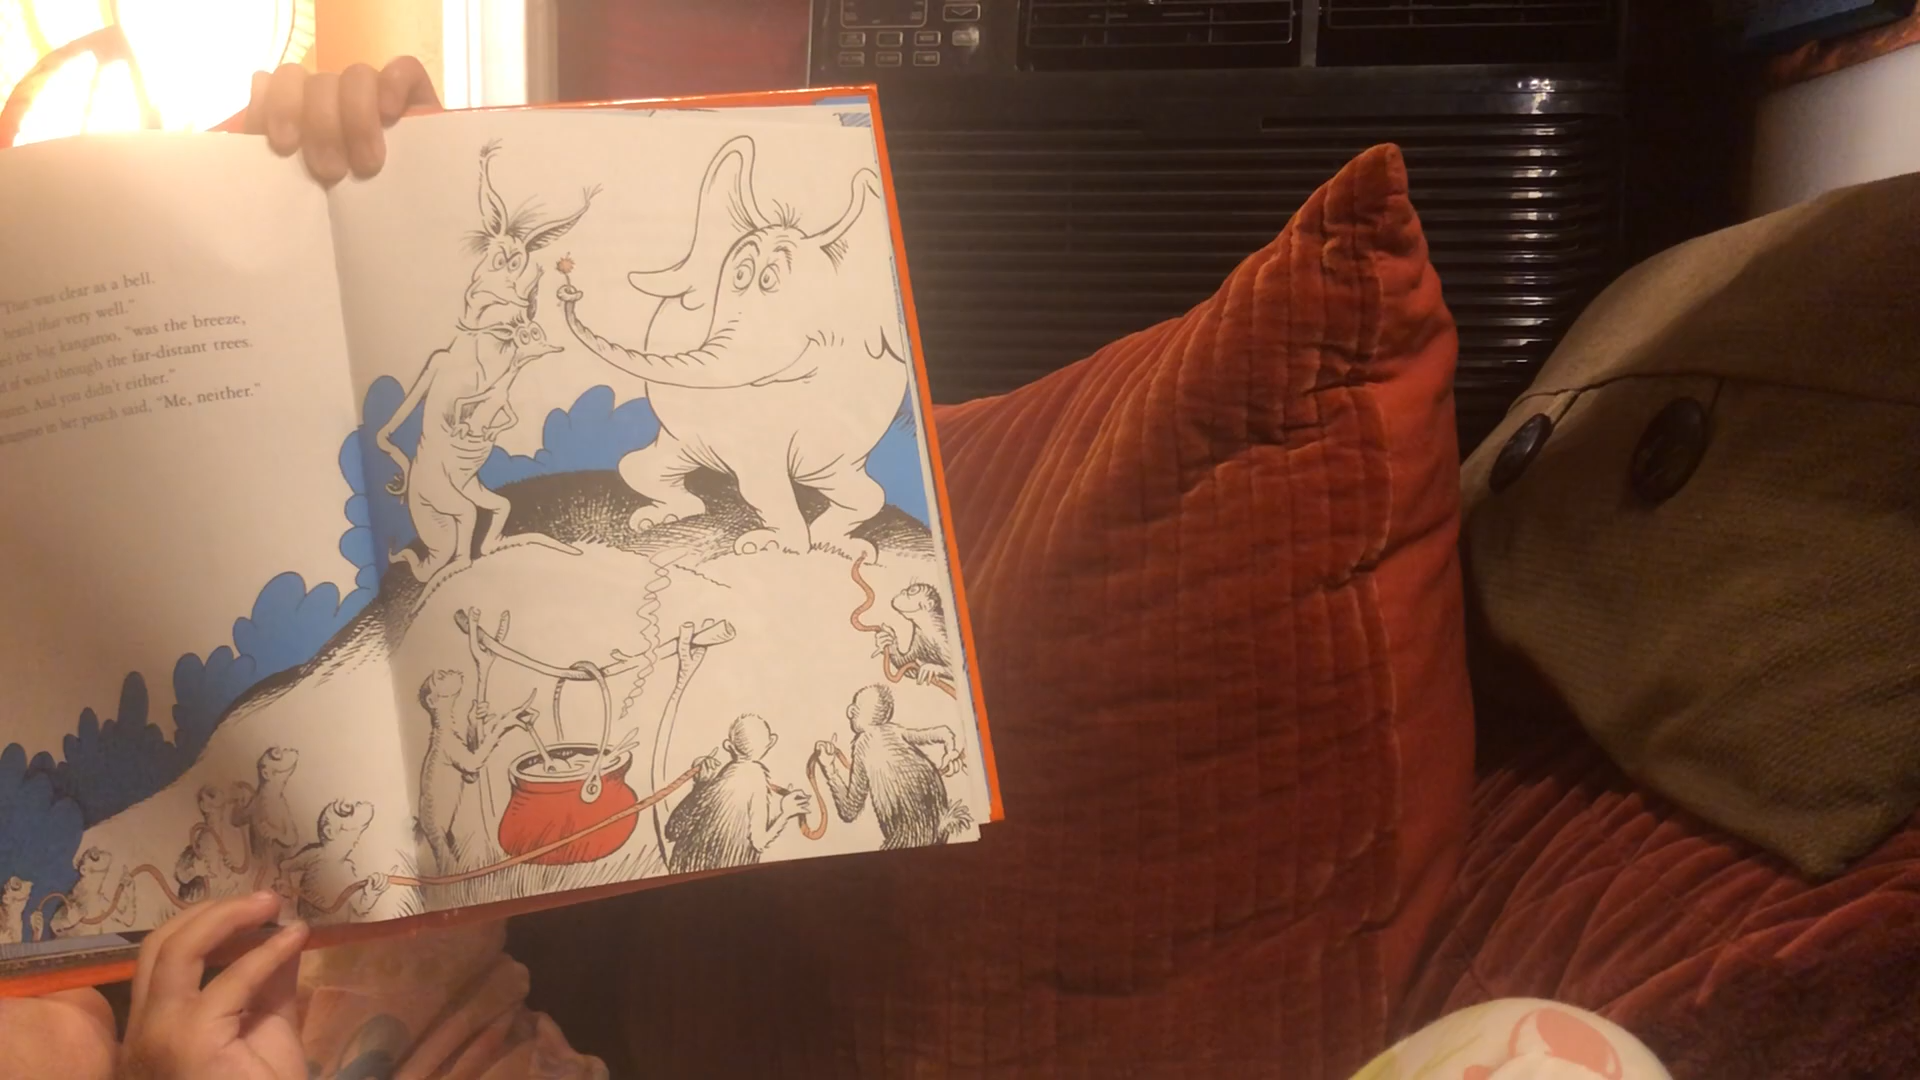 "That was clear as a bell.
heard that very well."
the big kangaroo, "was the breeze,
of wind through the far-distant trees.
And you didn't either."
in her pouch said, "Me, neither."